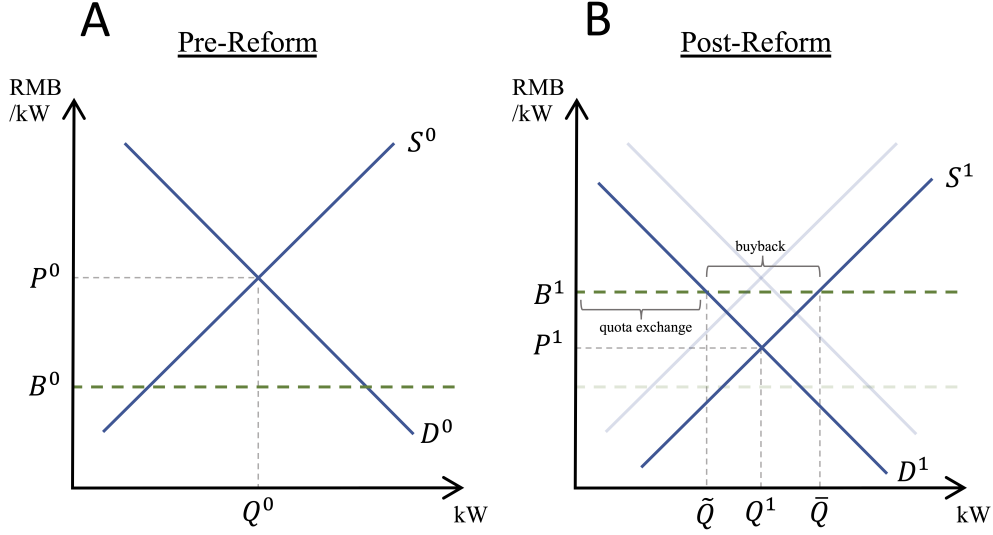 A
Pre-Reform
RMB
/kW
S⁰
P⁰
B⁰
D⁰
Q⁰
kW
B
Post-Reform
RMB
/kW
S¹
buyback
B¹
quota exchange
P¹
D¹
Q̃
Q¹
Q̅
kW